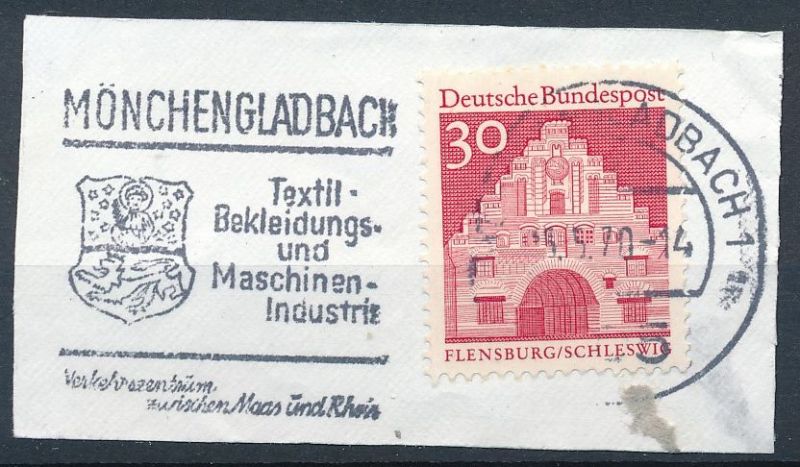 MÖNCHENGLADBACH
Textil-
Bekleidungs-
und
Maschinen-
Industrie
Verkehrszentrum
zwischen Maas und Rhein
Deutsche Bundespost
30
ADBACH 1
.5.70-14
FLENSBURG/SCHLESWIG